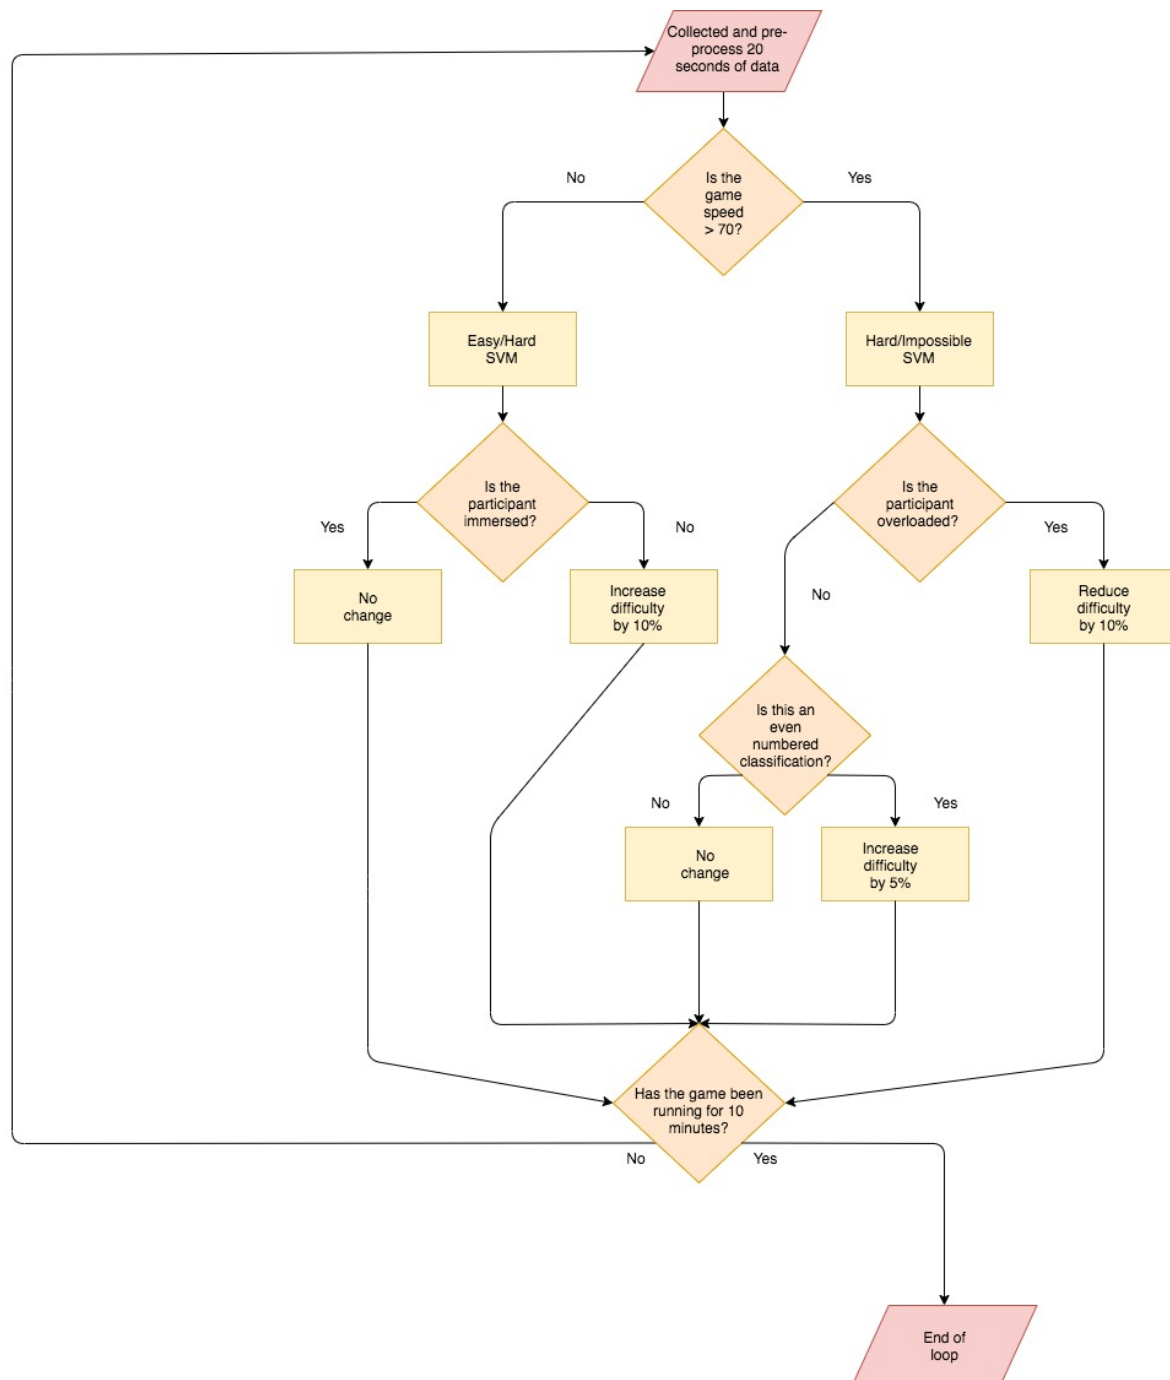 Collected and pre-
process 20
seconds of data
No
Yes
Is the
game
speed
> 70?
Easy/Hard
SVM
Hard/Impossible
SVM
Is the
participant
immersed?
Yes
No
Is the
participant
overloaded?
Yes
No
No
change
Increase
difficulty
by 10%
Reduce
difficulty
by 10%
Is this an
even
numbered
classification?
No
Yes
No
change
Increase
difficulty
by 5%
Has the game been
running for 10
minutes?
No
Yes
End of
loop